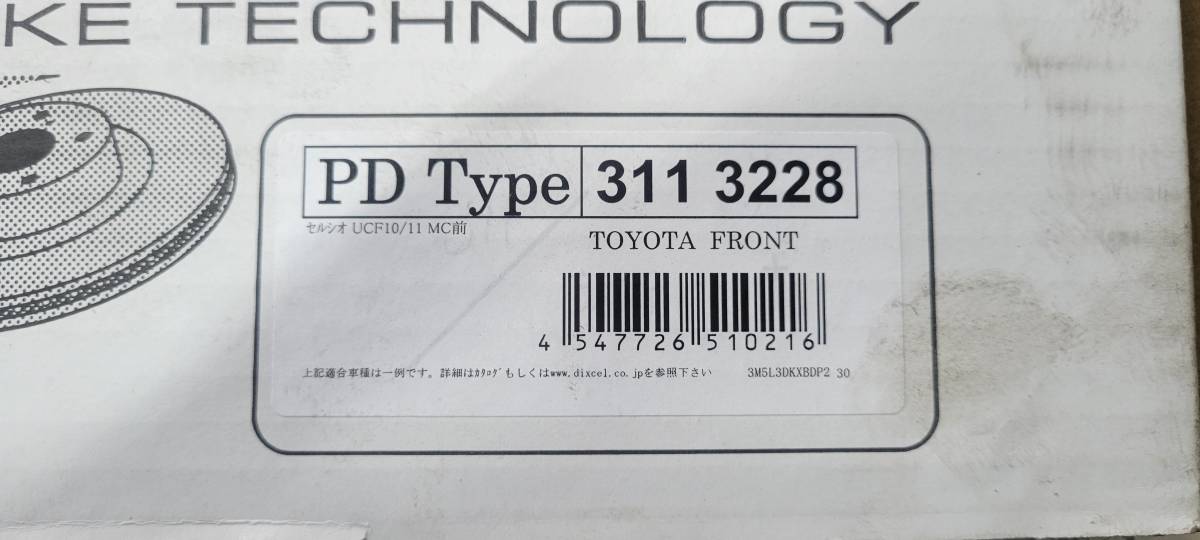 KE TECHNOLOGY
PD Type 311 3228
ｾﾙｼｵ UCF10/11 MC前
TOYOTA FRONT
4 547726 510216
上記適合車種は一例です。詳細はｶﾀﾛｸﾞもしくはwww.dixcel.co.jpを参照下さい 3M5L3DKXBDP2 30